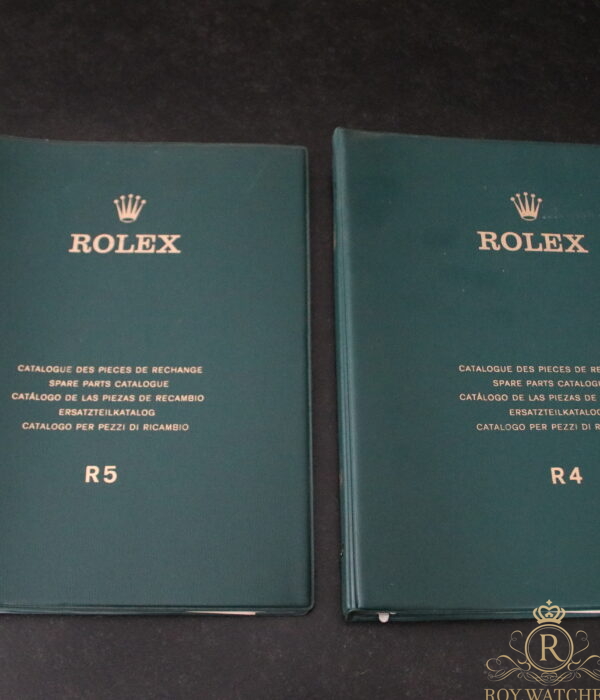 ROLEX
CATALOGUE DES PIECES DE RECHANGE
SPARE PARTS CATALOGUE
CATÁLOGO DE LAS PIEZAS DE RECAMBIO
ERSATZTEILKATALOG
CATALOGO PER PEZZI DI RICAMBIO
R5
ROLEX
CATALOGUE DES PIECES DE
SPARE PARTS
CATÁLOGO DE LAS PIEZAS DE
ERSATZTEILKATALOG
CATALOGO PER PEZZI DI
R4
R
ROY